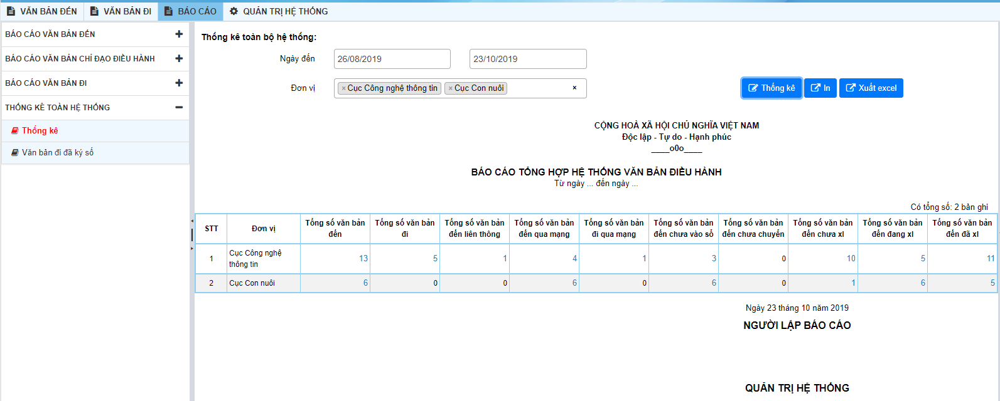 VĂN BẢN ĐẾN VĂN BẢN ĐI BÁO CÁO QUẢN TRỊ HỆ THỐNG
BÁO CÁO VĂN BẢN ĐẾN
BÁO CÁO VĂN BẢN CHỈ ĐẠO ĐIỀU HÀNH
BÁO CÁO VĂN BẢN ĐI
THỐNG KÊ TOÀN HỆ THỐNG
Thống kê
Văn bản đi đã ký số
Thống kê toàn bộ hệ thống:
Ngày đến 26/08/2019 23/10/2019
Đơn vị × Cục Công nghệ thông tin × Cục Con nuôi × Thống kê In Xuất excel
CỘNG HOÀ XÃ HỘI CHỦ NGHĨA VIỆT NAM
Độc lập - Tự do - Hạnh phúc
____o0o____
BÁO CÁO TỔNG HỢP HỆ THỐNG VĂN BẢN ĐIỀU HÀNH
Từ ngày ... đến ngày ...
Có tổng số: 2 bản ghi
STT Đơn vị Tổng số văn bản đến Tổng số văn bản đi Tổng số văn bản đến liên thông Tổng số văn bản đến qua mạng Tổng số văn bản đi qua mạng Tổng số văn bản đến chưa vào sổ Tổng số văn bản đến chưa chuyển Tổng số văn bản đến chưa xl Tổng số văn bản đến đang xl Tổng số văn bản đến đã xl
1 Cục Công nghệ thông tin 13 5 1 4 1 3 0 10 5 11
2 Cục Con nuôi 6 0 0 6 0 6 0 1 6 5
Ngày 23 tháng 10 năm 2019
NGƯỜI LẬP BÁO CÁO
QUẢN TRỊ HỆ THỐNG